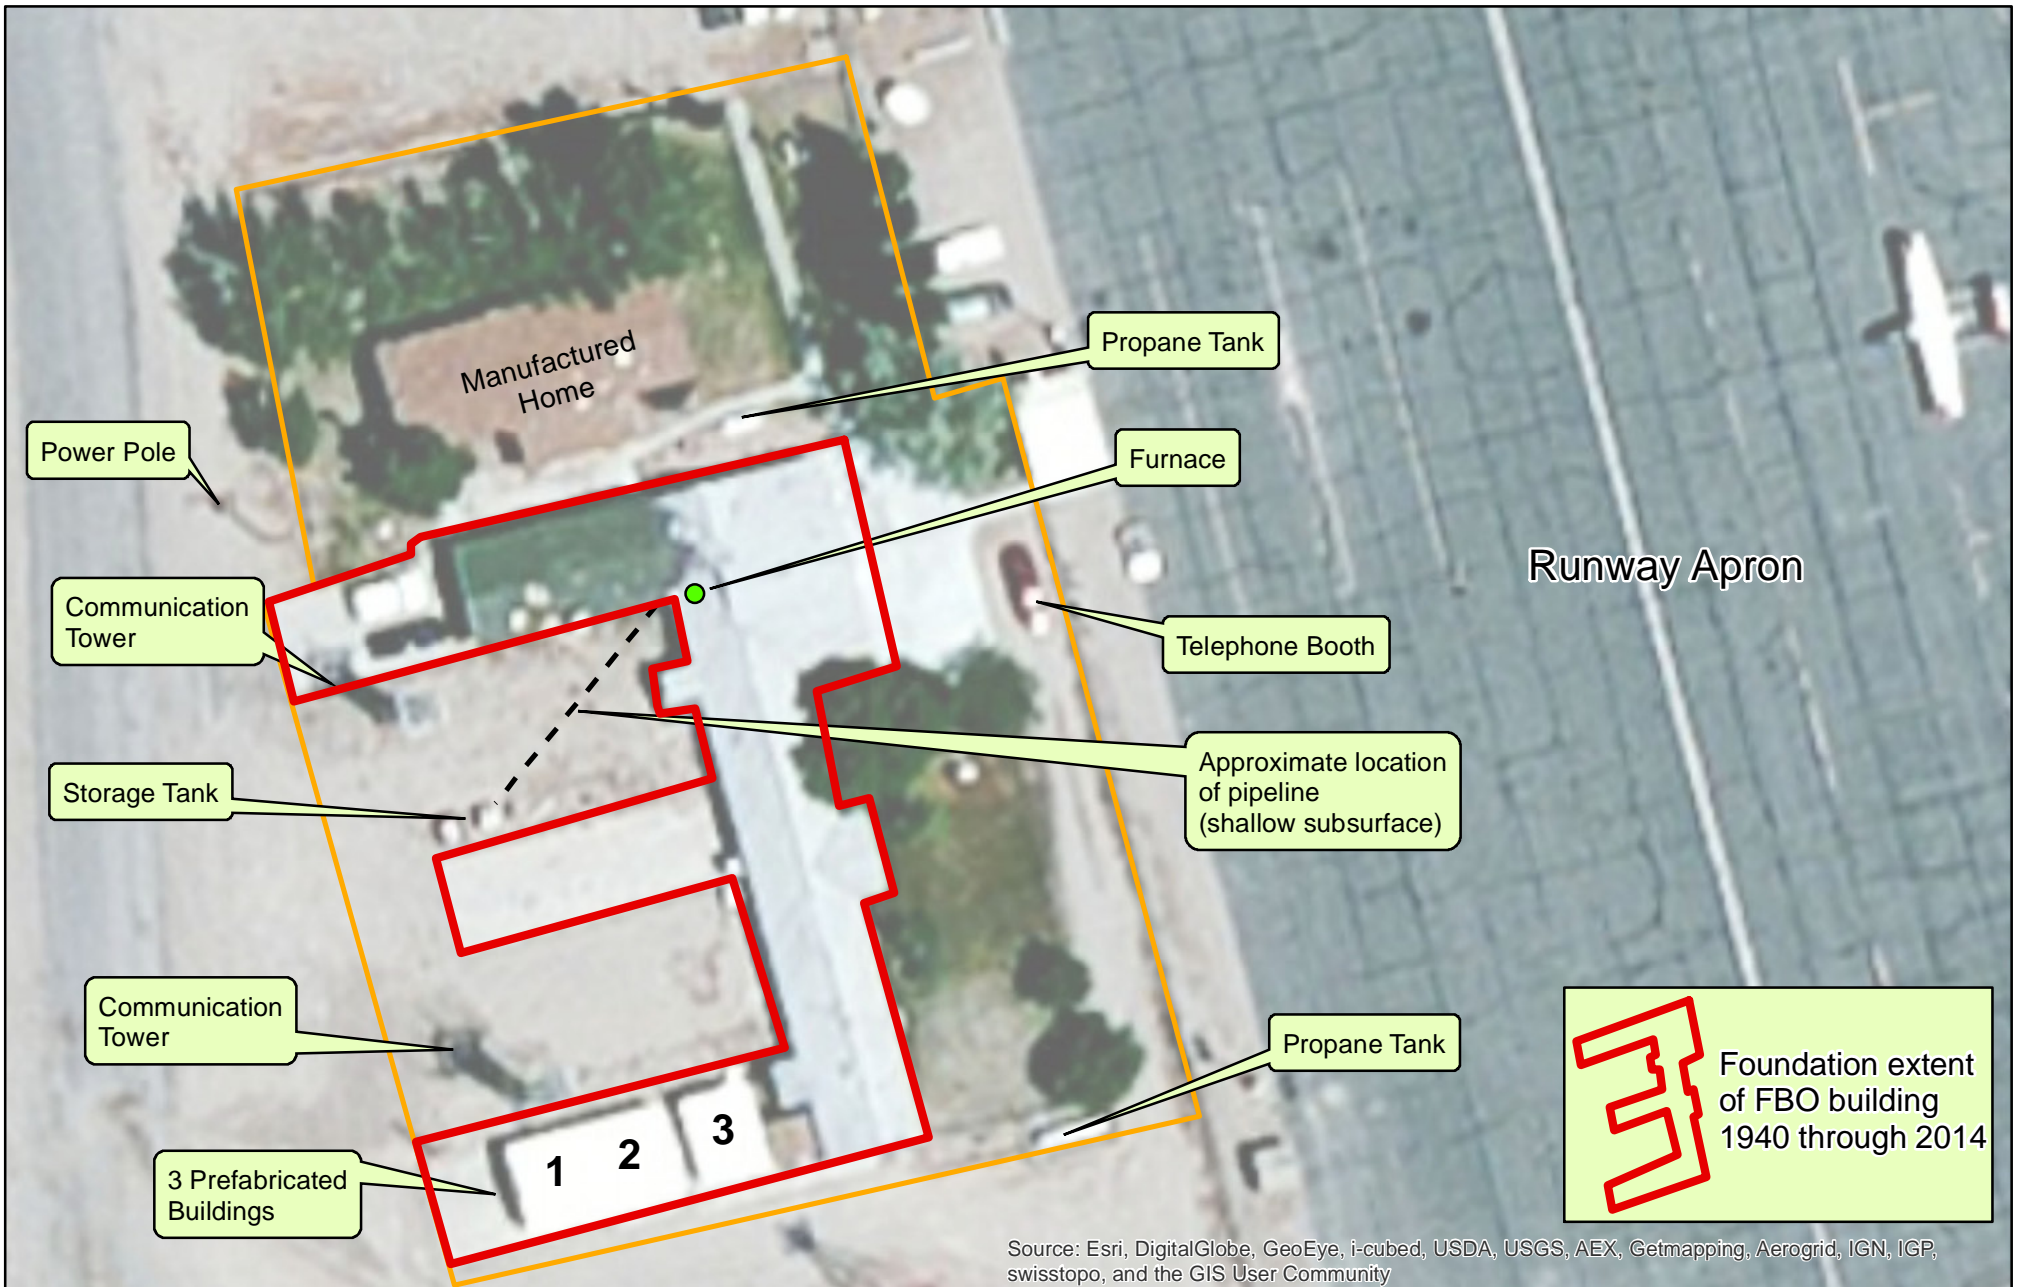 Manufactured
Home
Propane Tank
Power Pole
Furnace
Runway Apron
Communication
Tower
Telephone Booth
Storage Tank
Approximate location
of pipeline
(shallow subsurface)
Communication
Tower
Propane Tank
1 2 3
3 Prefabricated
Buildings
Foundation extent
of FBO building
1940 through 2014
Source: Esri, DigitalGlobe, GeoEye, i-cubed, USDA, USGS, AEX, Getmapping, Aerogrid, IGN, IGP,
swisstopo, and the GIS User Community